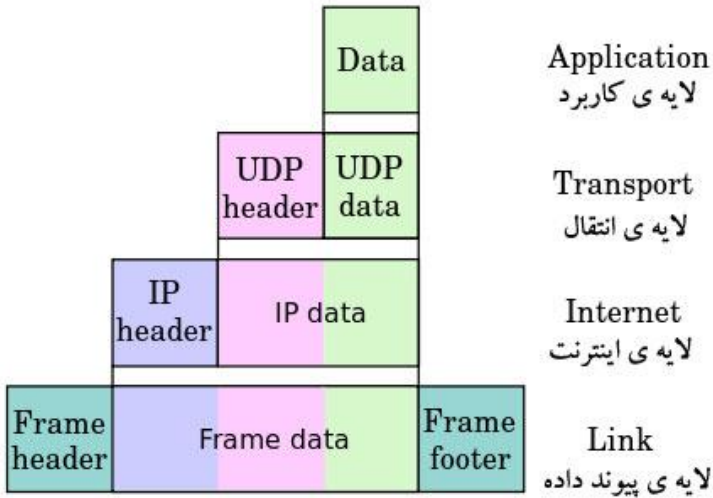 Data
Application
لایه ی کاربرد
UDP
header
UDP
data
Transport
لایه ی انتقال
IP
header
IP data
Internet
لایه ی اینترنت
Frame
header
Frame data
Frame
footer
Link
لایه ی پیوند داده